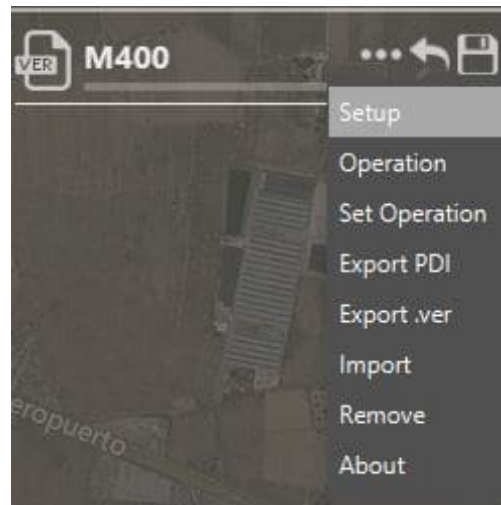 VER
M400
Setup
Operation
Set Operation
Export PDI
Export .ver
Import
Remove
About
eropuerto